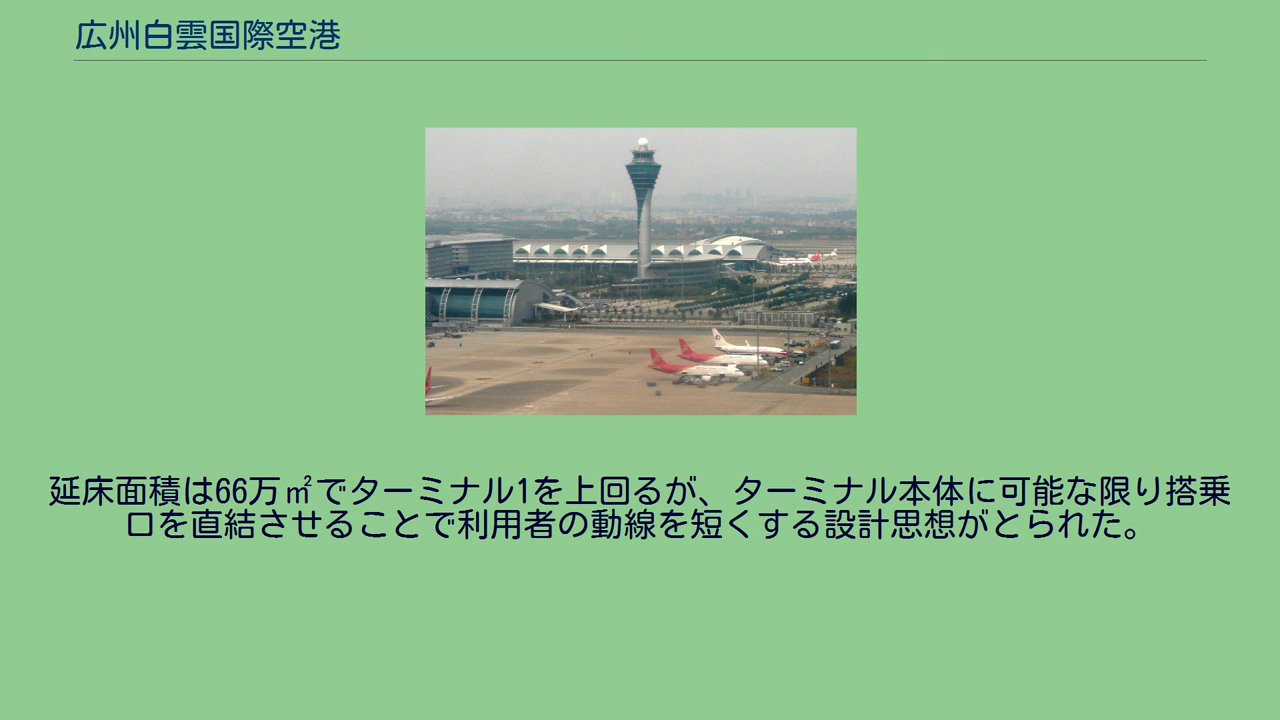 広州白雲国際空港
延床面積は66万㎡でターミナル1を上回るが、ターミナル本体に可能な限り搭乗
口を直結させることで利用者の動線を短くする設計思想がとられた。